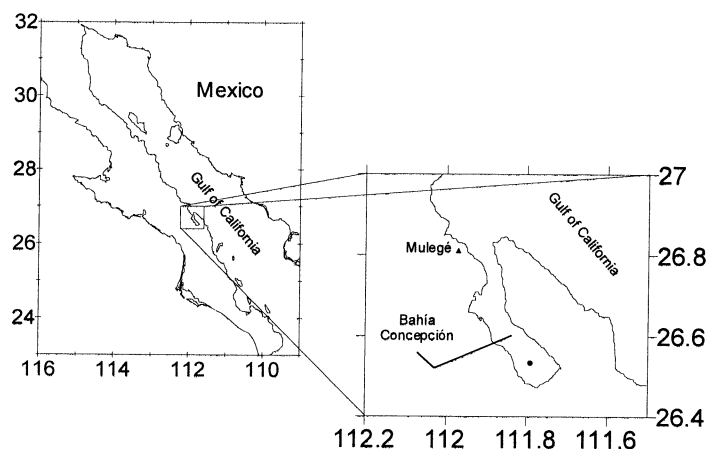 32
30
28
26
24
116
114
112
110
Mexico
Gulf of California
27
26.8
26.6
26.4
112.2
112
111.8
111.6
Gulf of California
Mulegé
Bahía
Concepción